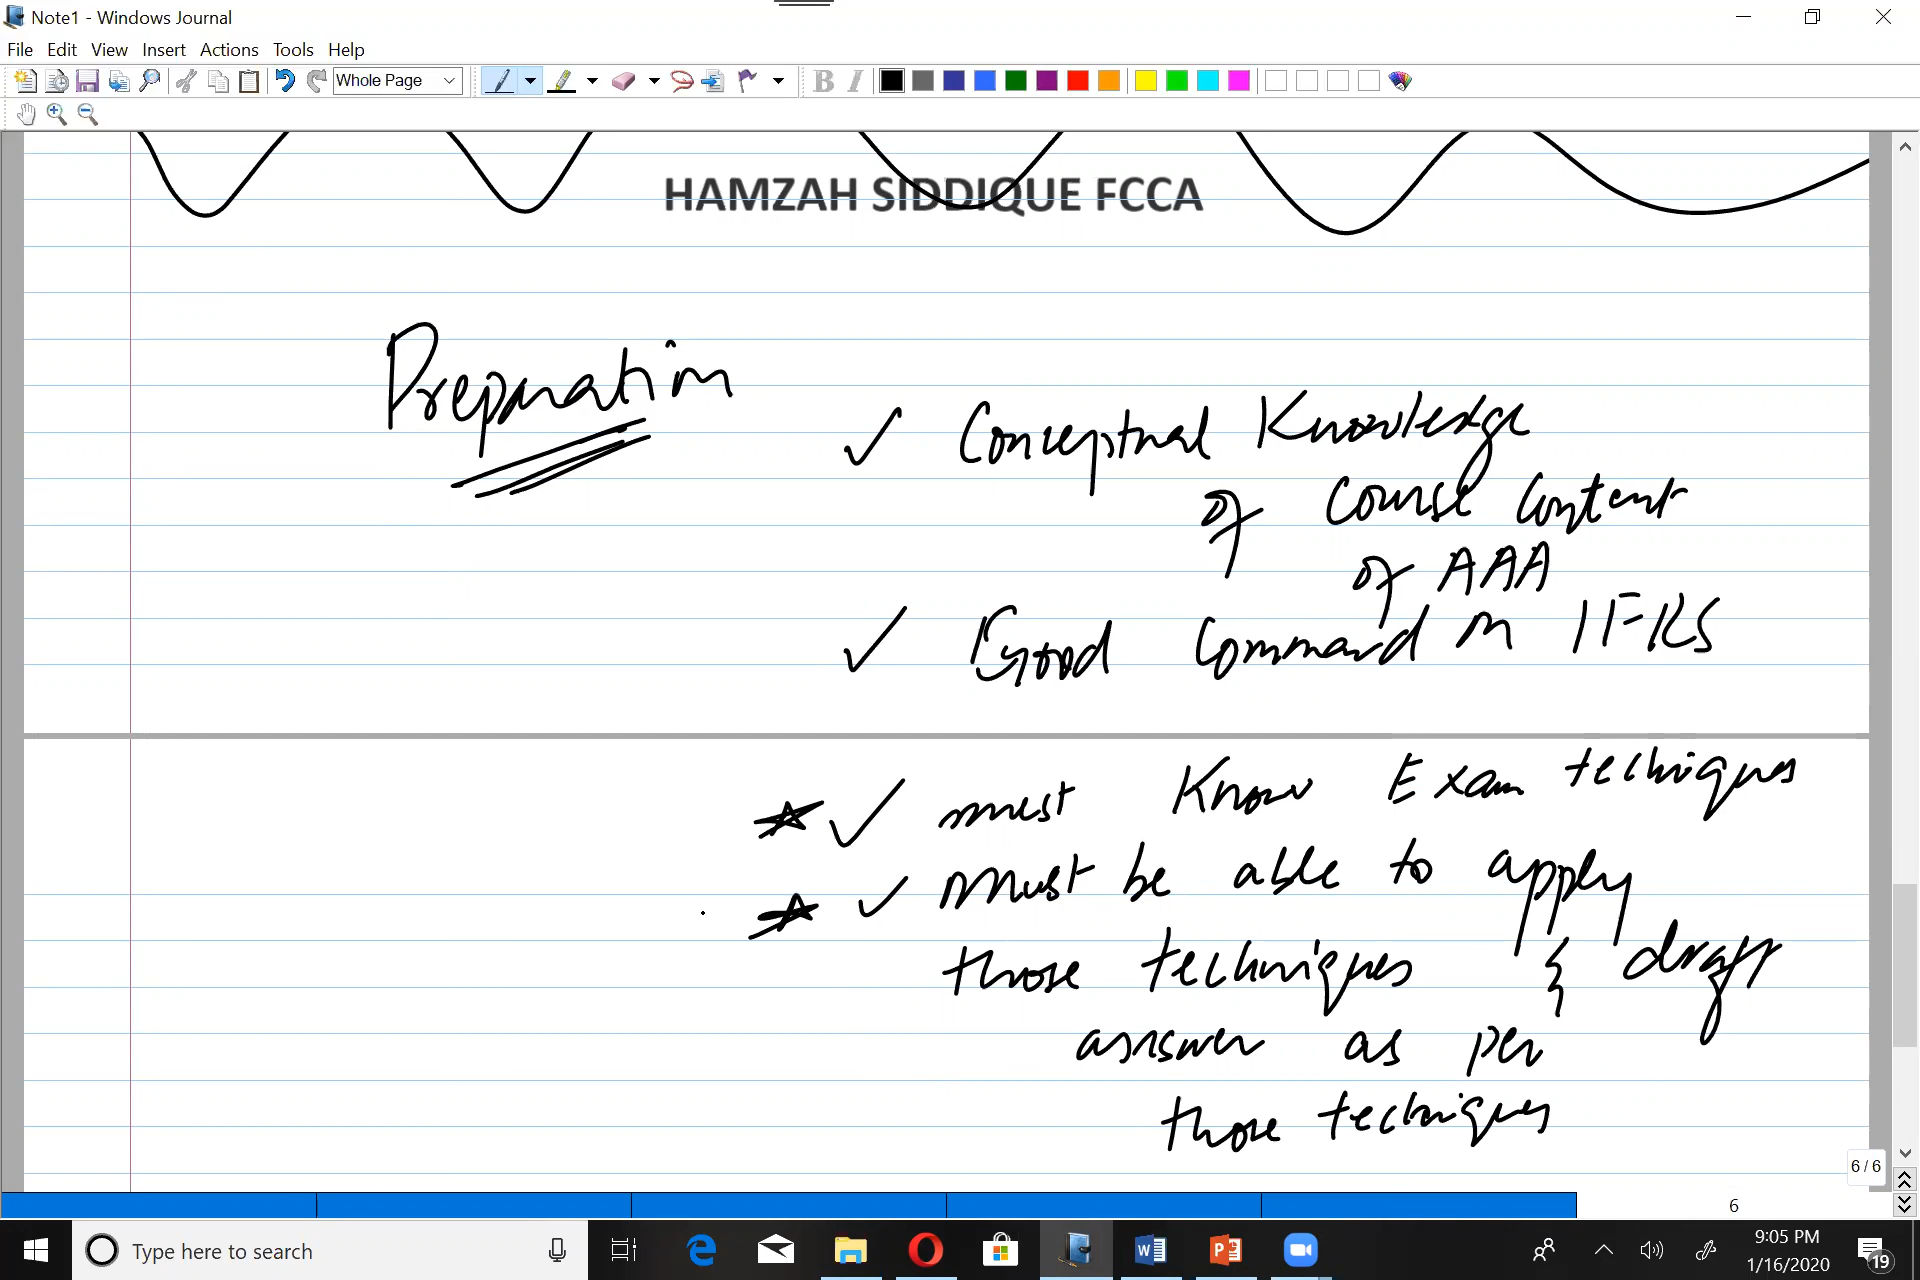 Note1 - Windows Journal
File Edit View Insert Actions Tools Help
Whole Page
B I
HAMZAH SIDDIQUE FCCA
Preparation
✓ Conceptual Knowledge
of course content
of AAA
✓ Good Command on IFRS
✓ must Know Exam techniques
✓ Must be able to apply
those techniques & draft
answer as per
those techniques
6 / 6
6
Type here to search
9:05 PM
1/16/2020
19